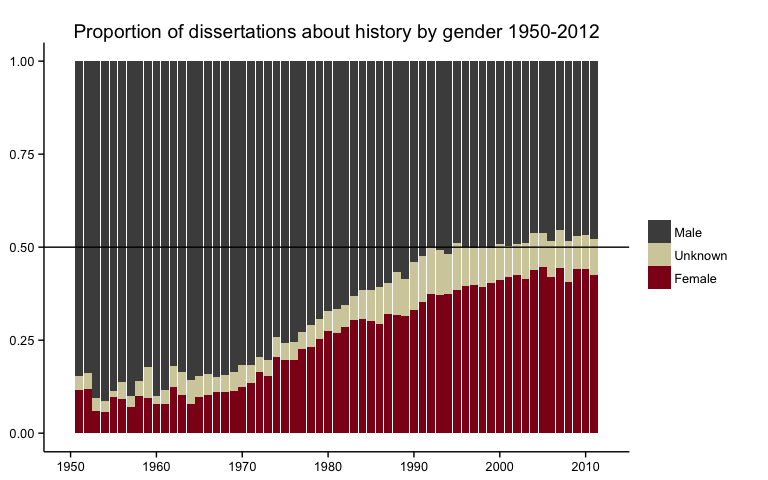 Proportion of dissertations about history by gender 1950-2012
1.00
0.75
0.50
0.25
0.00
1950 1960 1970 1980 1990 2000 2010
Male
Unknown
Female